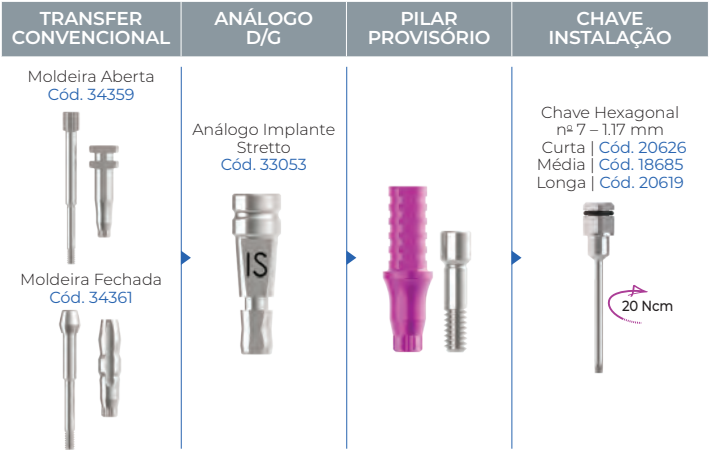 TRANSFER
CONVENCIONAL
ANÁLOGO
D/G
PILAR
PROVISÓRIO
CHAVE
INSTALAÇÃO
Moldeira Aberta
Cód. 34359
Moldeira Fechada
Cód. 34361
Análogo Implante
Stretto
Cód. 33053
IS
Chave Hexagonal
nº 7 – 1.17 mm
Curta | Cód. 20626
Média | Cód. 18685
Longa | Cód. 20619
20 Ncm